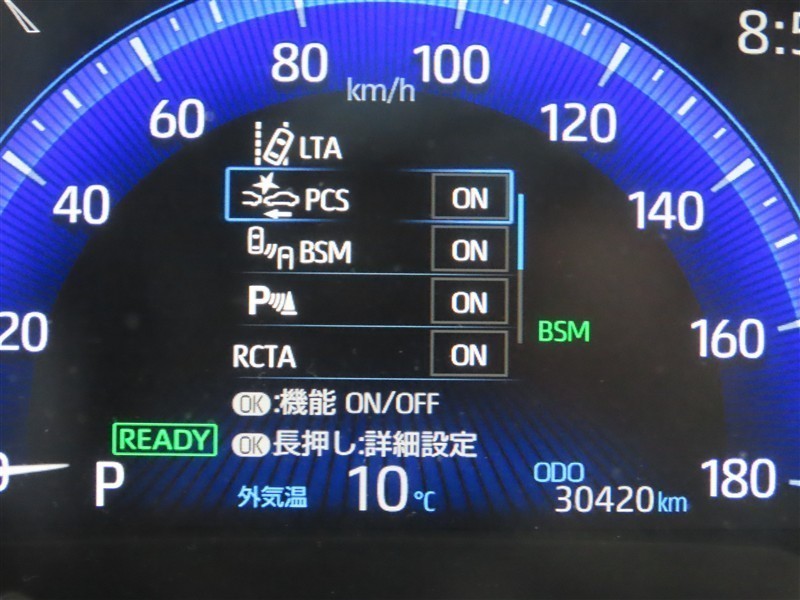 8:5
80 100
km/h
60 120
LTA
40 140
PCS ON
BSM ON
P ON
20 160
BSM
RCTA ON
OK:機能 ON/OFF
READY
OK長押し:詳細設定
P
外気温 10℃
ODO
30420km
180